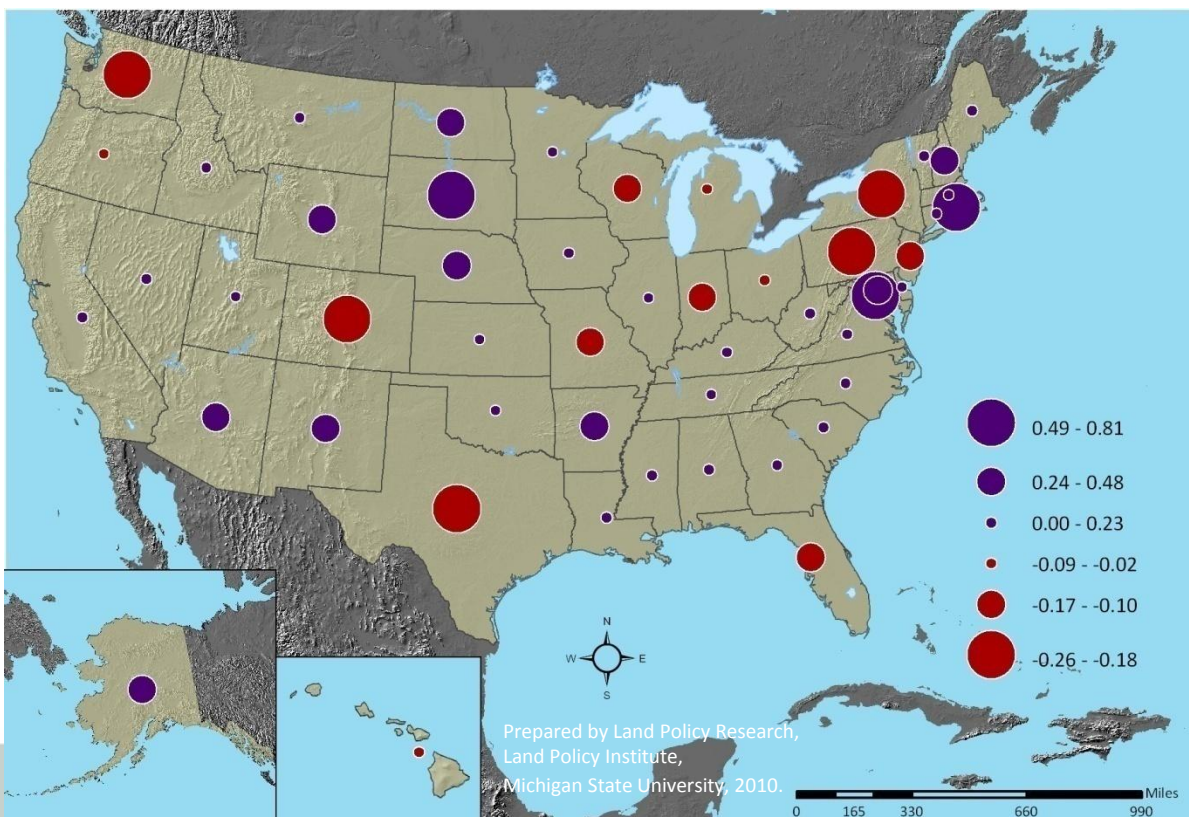 0.49 - 0.81
0.24 - 0.48
0.00 - 0.23
-0.09 - -0.02
-0.17 - -0.10
-0.26 - -0.18
N
W E
S
Prepared by Land Policy Research,
Land Policy Institute,
Michigan State University, 2010.
Miles
0 165 330 660 990